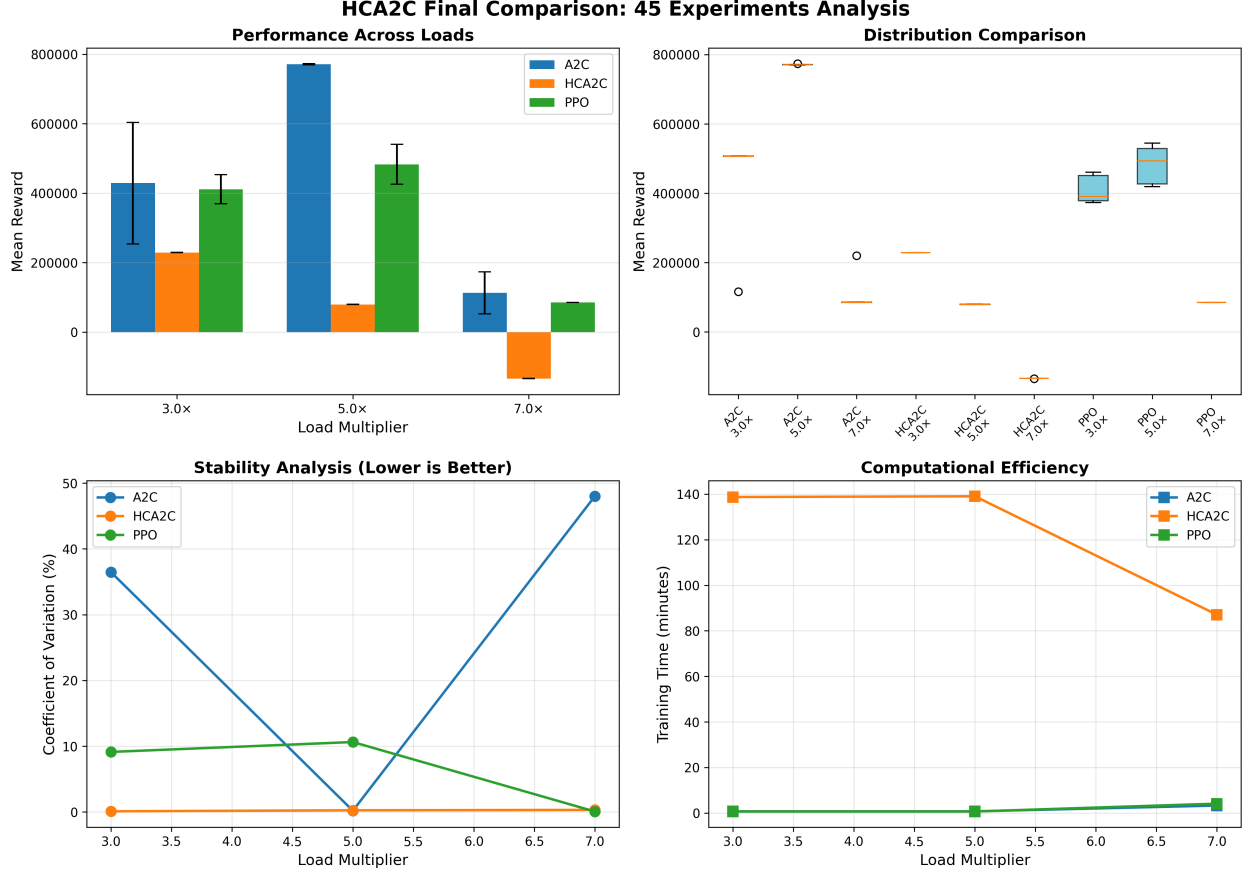 HCA2C Final Comparison: 45 Experiments Analysis
Performance Across Loads
800000
600000
400000
200000
0
Mean Reward
A2C
HCA2C
PPO
3.0×
5.0×
7.0×
Load Multiplier
Distribution Comparison
800000
600000
400000
200000
0
Mean Reward
A2C
3.0×
A2C
5.0×
A2C
7.0×
HCA2C
3.0×
HCA2C
5.0×
HCA2C
7.0×
PPO
3.0×
PPO
5.0×
PPO
7.0×
Stability Analysis (Lower is Better)
50
40
30
20
10
0
Coefficient of Variation (%)
A2C
HCA2C
PPO
3.0
3.5
4.0
4.5
5.0
5.5
6.0
6.5
7.0
Load Multiplier
Computational Efficiency
140
120
100
80
60
40
20
0
Training Time (minutes)
A2C
HCA2C
PPO
3.0
3.5
4.0
4.5
5.0
5.5
6.0
6.5
7.0
Load Multiplier